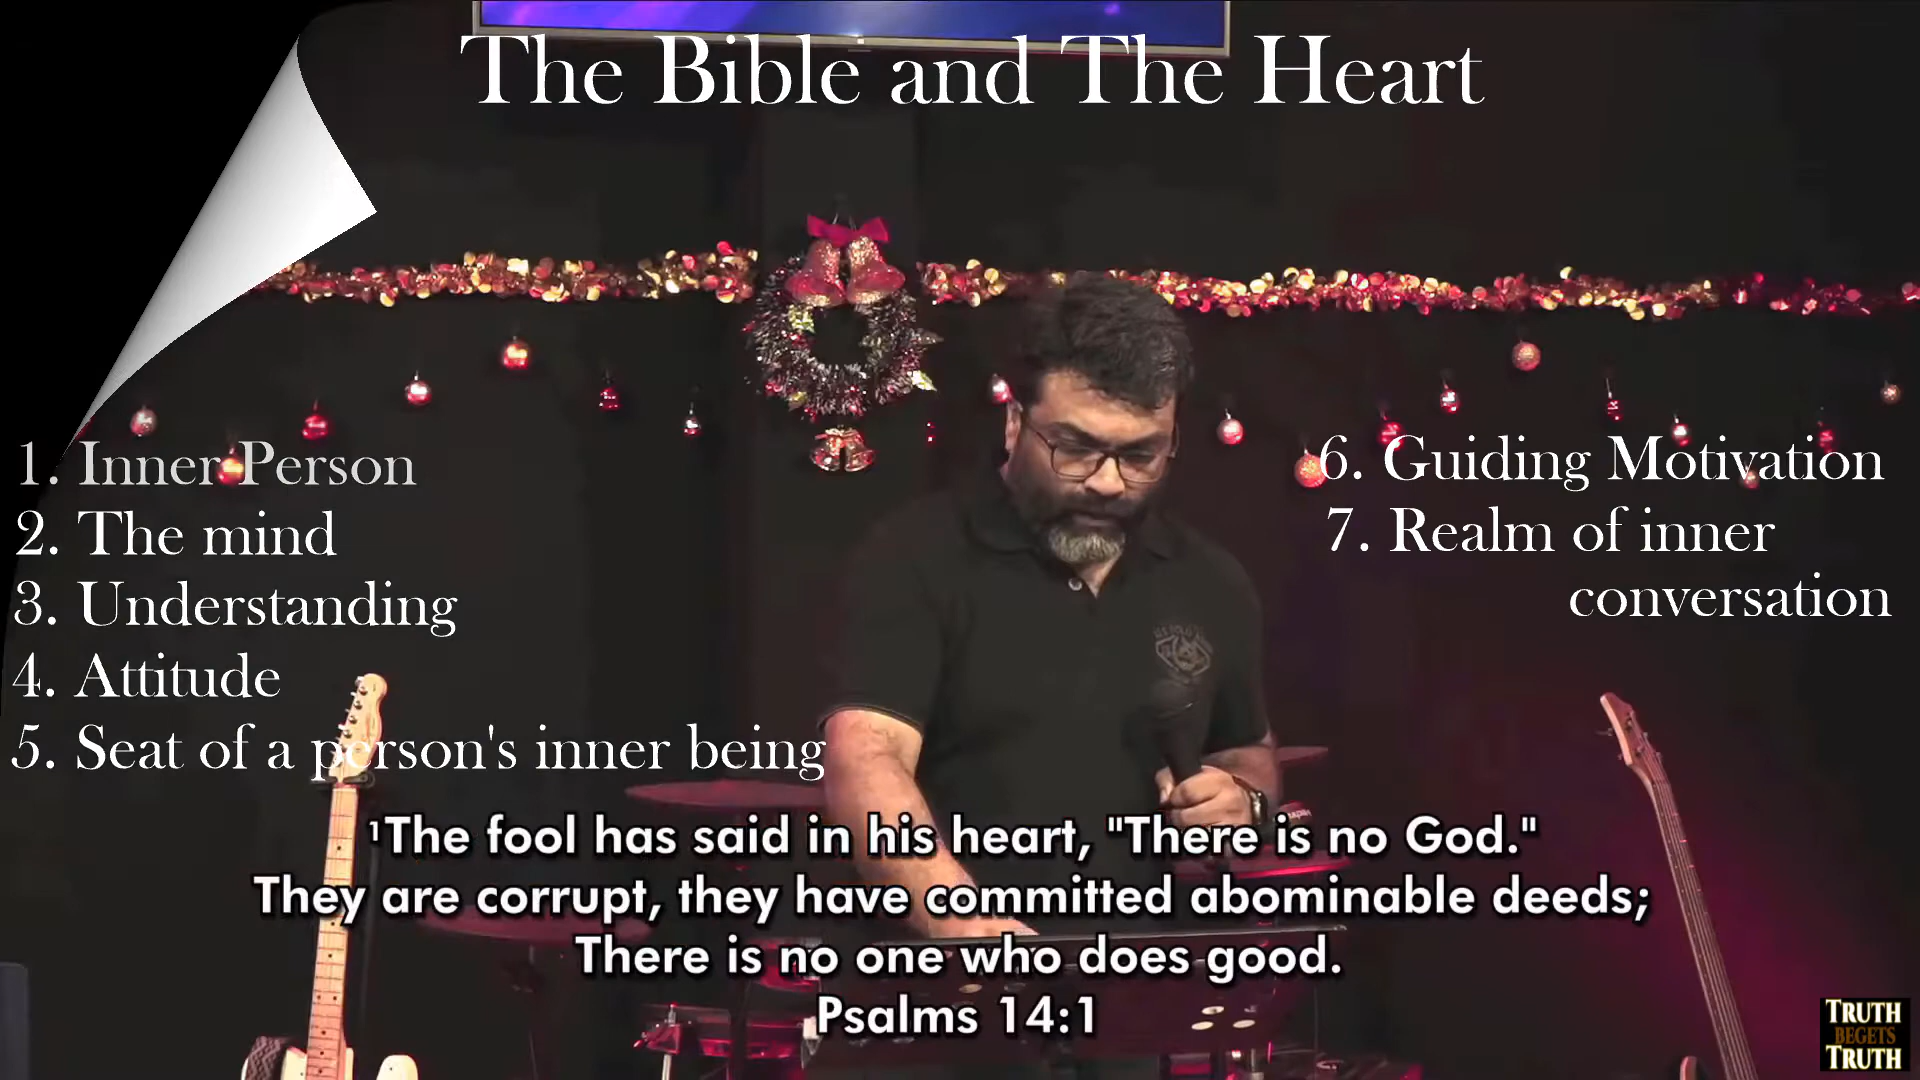 The Bible and The Heart
1. Inner Person
2. The mind
3. Understanding
4. Attitude
5. Seat of a person's inner being
6. Guiding Motivation
7. Realm of inner
conversation
¹The fool has said in his heart, "There is no God."
They are corrupt, they have committed abominable deeds;
There is no one who does good.
Psalms 14:1
TRUTH
BEGETS
TRUTH